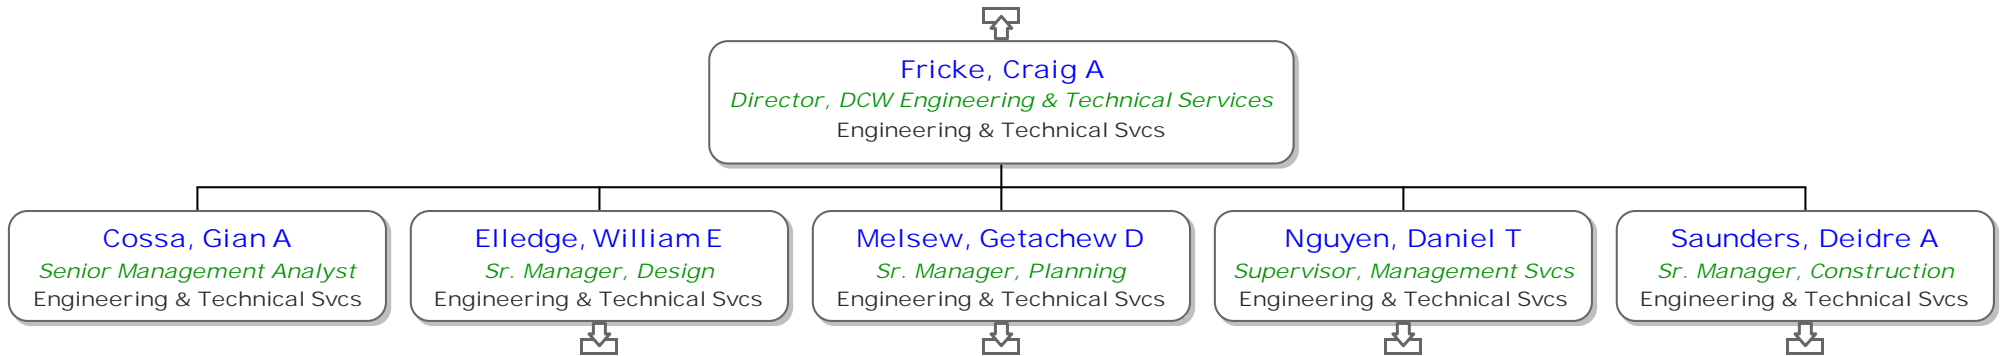 Fricke, Craig A
Director, DCW Engineering & Technical Services
Engineering & Technical Svcs
Cossa, Gian A
Senior Management Analyst
Engineering & Technical Svcs
Elledge, William E
Sr. Manager, Design
Engineering & Technical Svcs
Melsew, Getachew D
Sr. Manager, Planning
Engineering & Technical Svcs
Nguyen, Daniel T
Supervisor, Management Svcs
Engineering & Technical Svcs
Saunders, Deidre A
Sr. Manager, Construction
Engineering & Technical Svcs